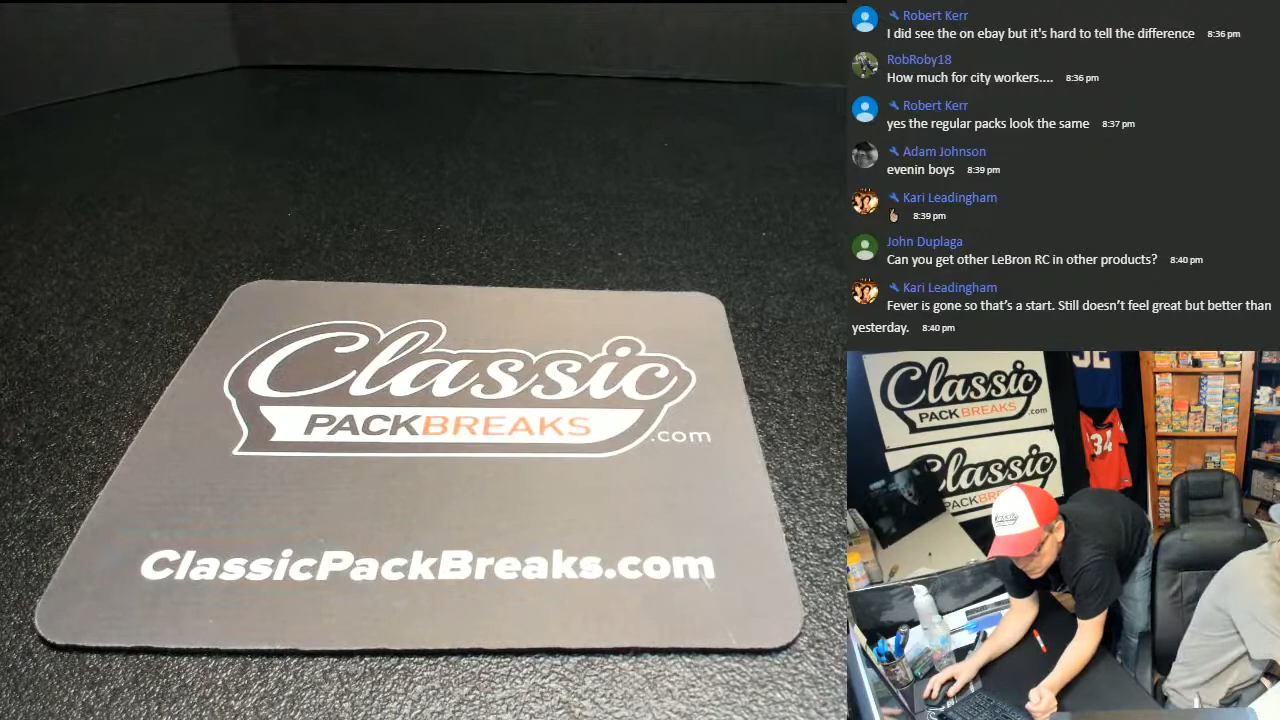 Robert Kerr
I did see the on ebay but it's hard to tell the difference 8:36 pm
RobRoby18
How much for city workers.... 8:36 pm
Robert Kerr
yes the regular packs look the same 8:37 pm
Adam Johnson
evenin boys 8:39 pm
Kari Leadingham
8:39 pm
John Duplaga
Can you get other LeBron RC in other products? 8:40 pm
Kari Leadingham
Fever is gone so that's a start. Still doesn't feel great but better than
yesterday. 8:40 pm
Classic
PACKBREAKS
.com
ClassicPackBreaks.com
Classic
PACKBREAKS
.com
Classic
PACKBRE
34